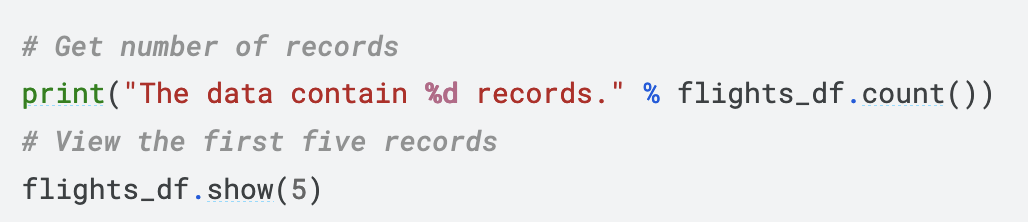 # Get number of records
print("The data contain %d records." % flights_df.count())
# View the first five records
flights_df.show(5)